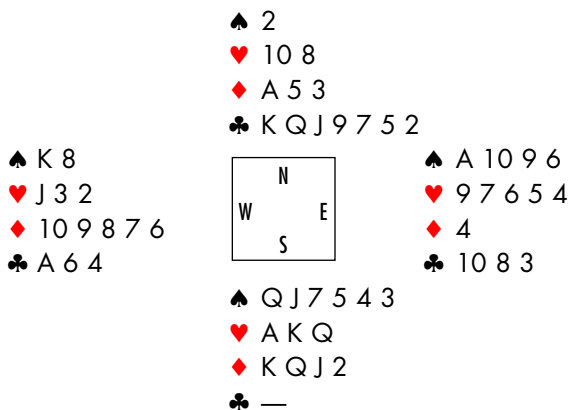 ♠ 2
♥ 10 8
♦ A 5 3
♣ K Q J 9 7 5 2
♠ K 8
♥ J 3 2
♦ 10 9 8 7 6
♣ A 6 4
N
W E
S
♠ A 10 9 6
♥ 9 7 6 5 4
♦ 4
♣ 10 8 3
♠ Q J 7 5 4 3
♥ A K Q
♦ K Q J 2
♣ —